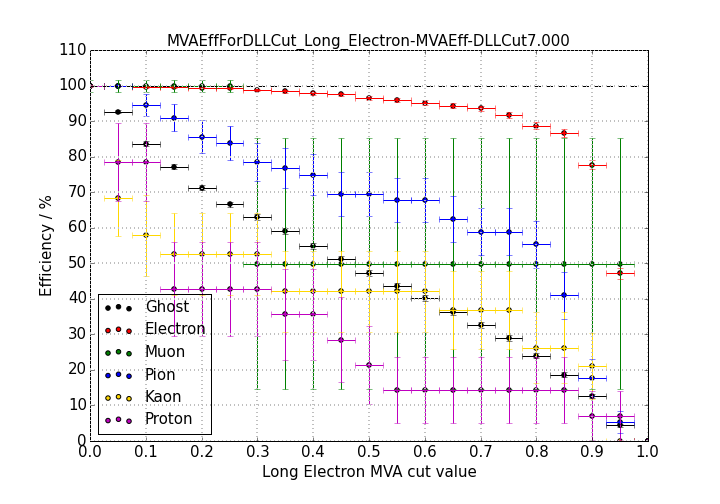 MVAEffForDLLCut_Long_Electron-MVAEff-DLLCut7.000
110
100
90
80
70
60
50
40
30
20
10
0
Efficiency / %
Ghost
Electron
Muon
Pion
Kaon
Proton
0.0 0.1 0.2 0.3 0.4 0.5 0.6 0.7 0.8 0.9 1.0
Long Electron MVA cut value